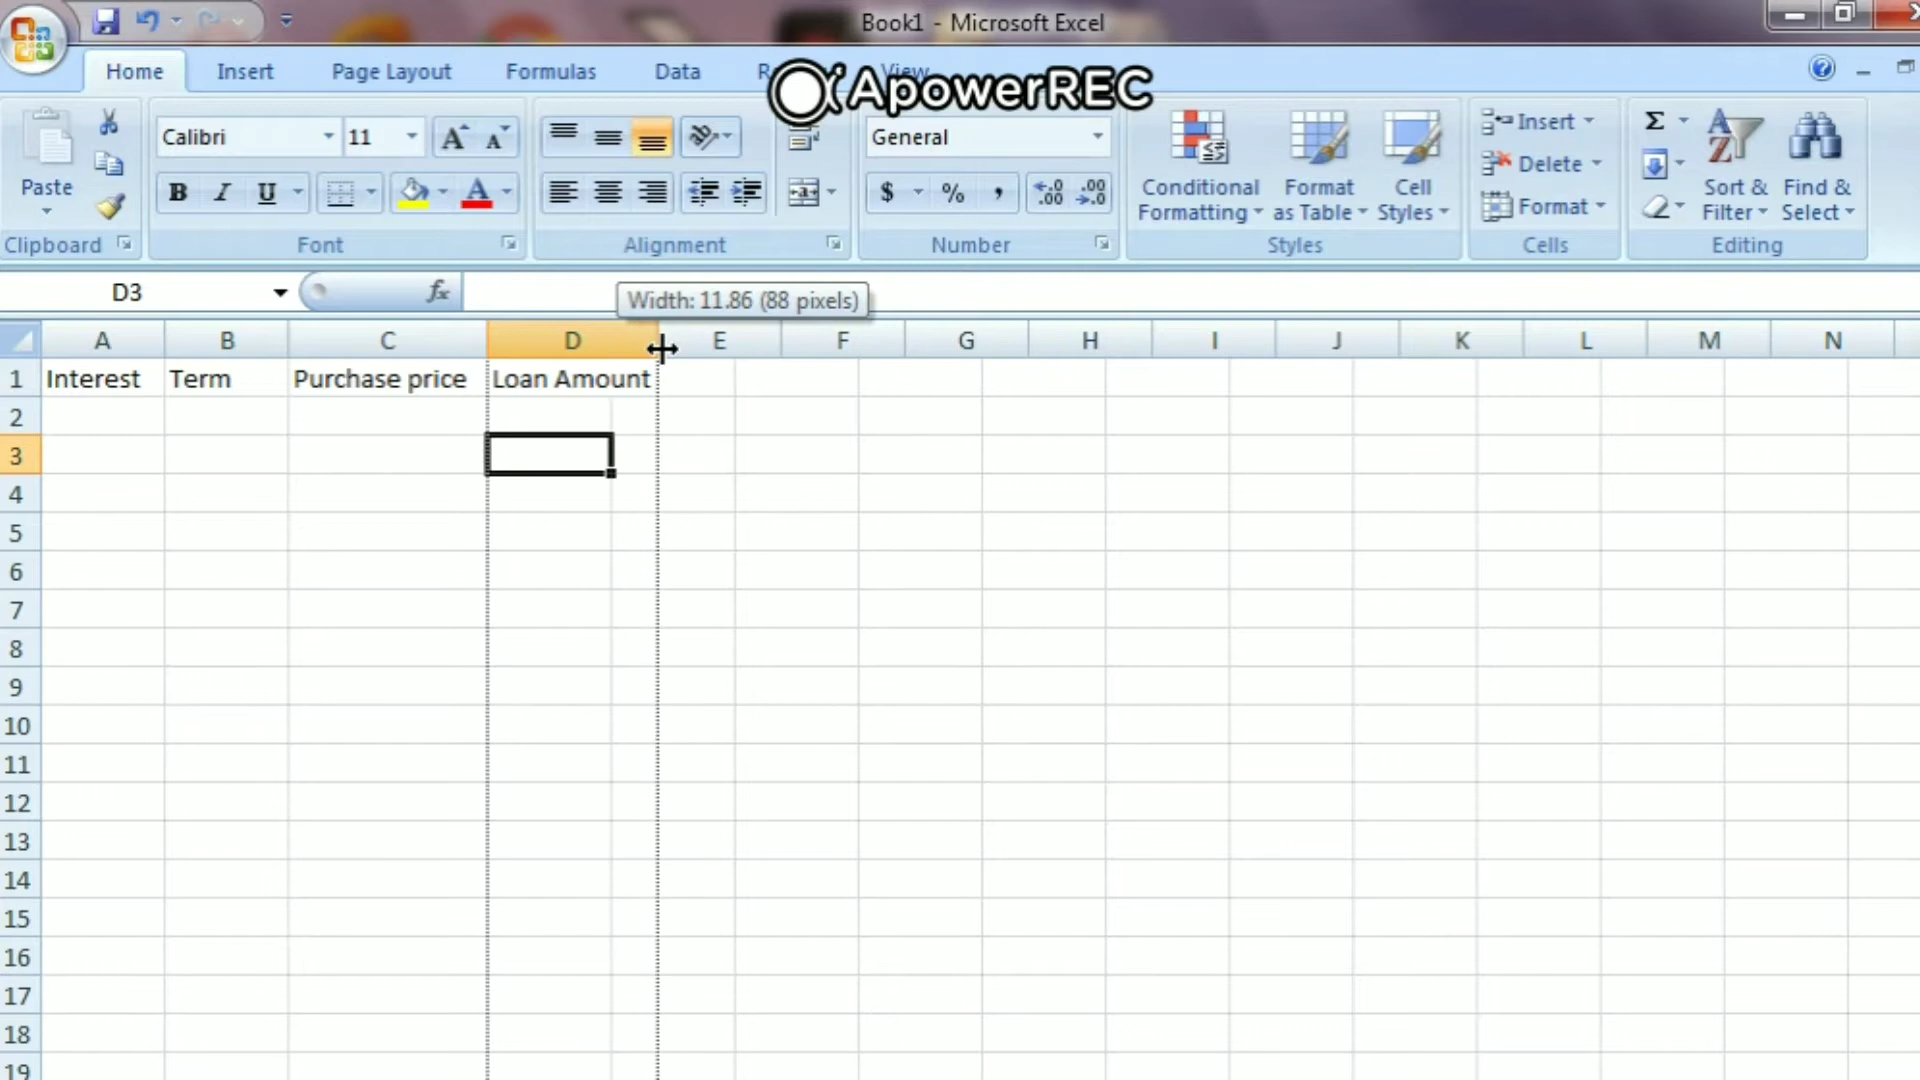 Book1 - Microsoft Excel
Home Insert Page Layout Formulas Data View
ApowerREC
Calibri 11 General
Paste
B I U $ % ,
Conditional Formatting
Format as Table
Cell Styles
Insert
Delete
Format
Σ
Sort & Filter
Find & Select
Clipboard Font Alignment Number Styles Cells Editing
D3 fx
Width: 11.86 (88 pixels)
A B C D E F G H I J K L M N
1 Interest Term Purchase price Loan Amount
2
3
4
5
6
7
8
9
10
11
12
13
14
15
16
17
18
19